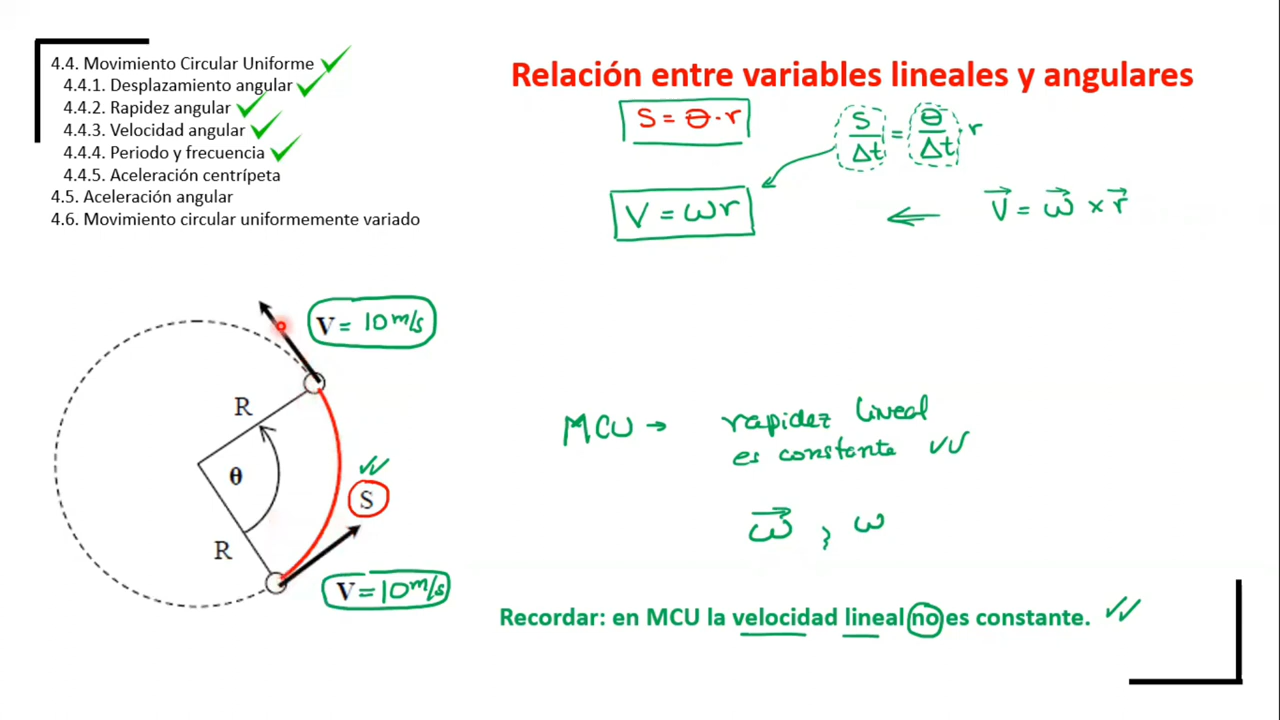 4.4. Movimiento Circular Uniforme
4.4.1. Desplazamiento angular
4.4.2. Rapidez angular
4.4.3. Velocidad angular
4.4.4. Periodo y frecuencia
4.4.5. Aceleración centrípeta
4.5. Aceleración angular
4.6. Movimiento circular uniformemente variado
Relación entre variables lineales y angulares
S = θ · r
S/Δt = θ/Δt · r
V = ωr
V⃗ = ω⃗ × r⃗
V = 10 m/s
R
θ
S
R
V = 10 m/s
MCU → rapidez lineal
es constante
ω⃗ , ω
Recordar: en MCU la velocidad lineal no es constante.